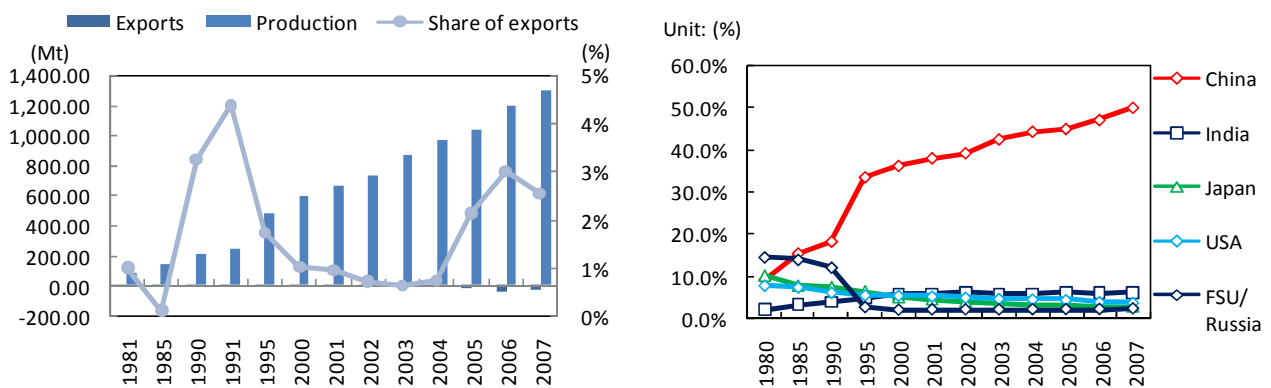 Exports Production Share of exports
(Mt) (%)
1,400.00
1,200.00
1,000.00
800.00
600.00
400.00
200.00
0.00
-200.00
5%
4%
3%
2%
1%
0%
1981 1985 1990 1991 1995 2000 2001 2002 2003 2004 2005 2006 2007
Unit: (%)
60.0%
50.0%
40.0%
30.0%
20.0%
10.0%
0.0%
1980 1985 1990 1995 2000 2001 2002 2003 2004 2005 2006 2007
China
India
Japan
USA
FSU/
Russia